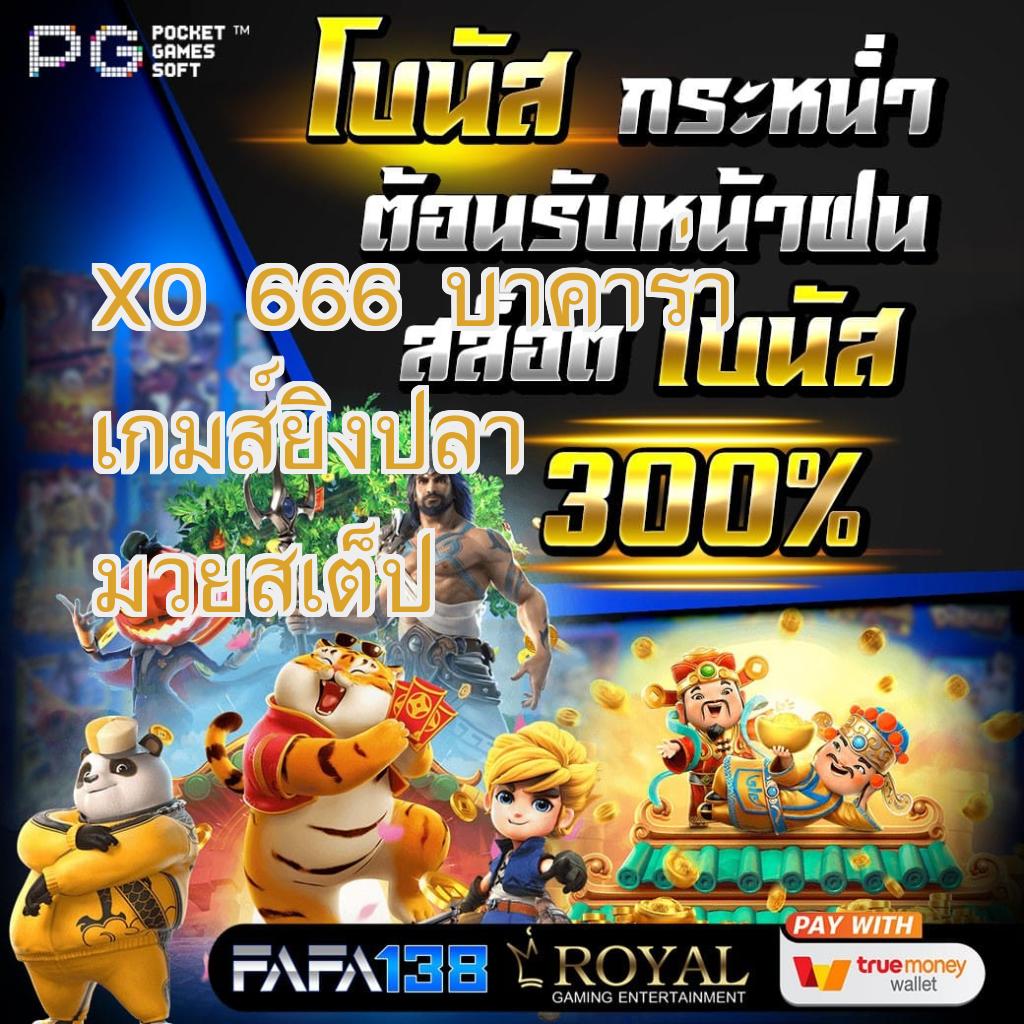 PG POCKET GAMES SOFT™
โบนัส กระหน่ำ
ต้อนรับหน้าฝน
XO 666 บาคาร่า
สล็อต โบนัส
เกมส์ยิงปลา
300%
มวยสเต็ป
FAFA138
ROYAL
GAMING ENTERTAINMENT
PAY WITH
truemoney
wallet